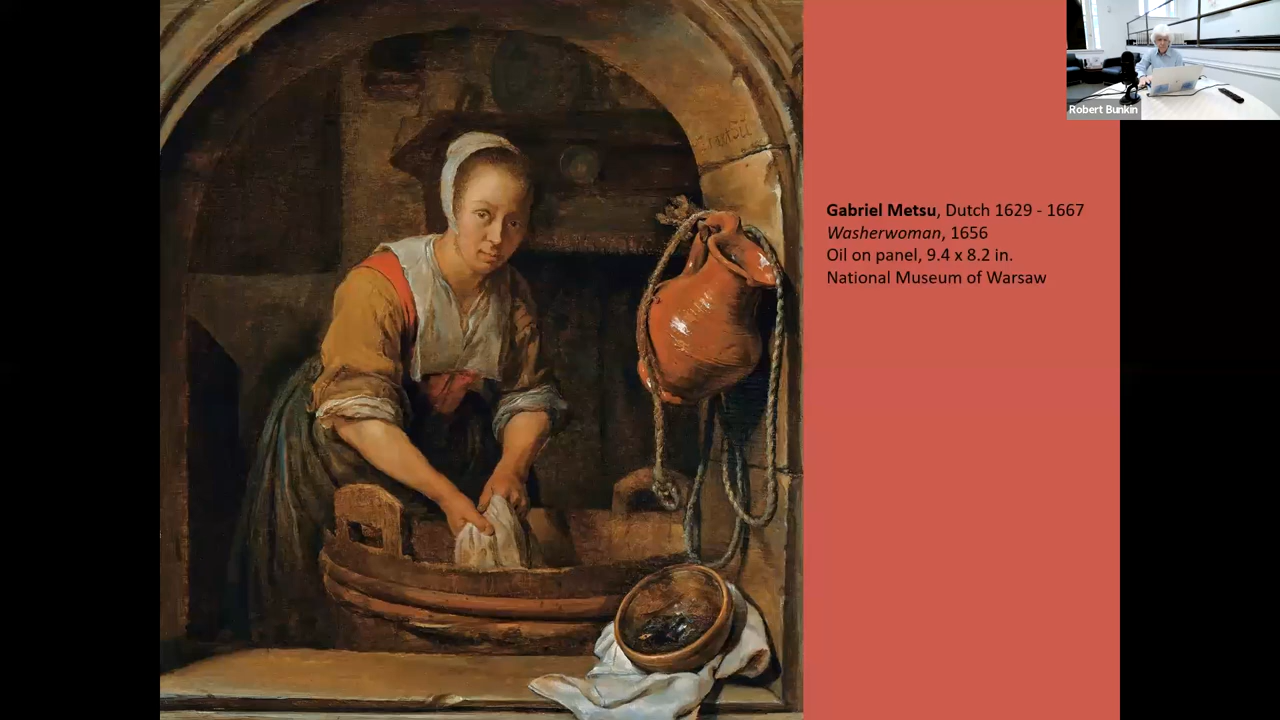 Gabriel Metsu, Dutch 1629 - 1667
Washerwoman, 1656
Oil on panel, 9.4 x 8.2 in.
National Museum of Warsaw
Robert Bunkin